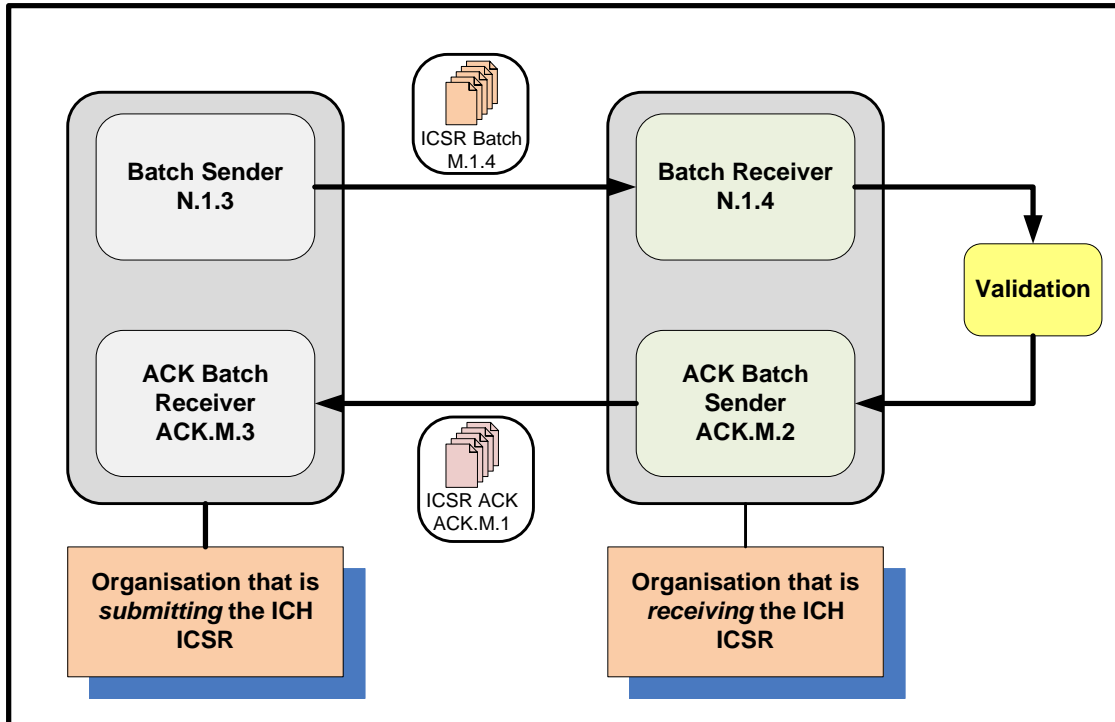 ICSR Batch
M.1.4
Batch Sender
N.1.3
Batch Receiver
N.1.4
Validation
ACK Batch
Receiver
ACK.M.3
ACK Batch
Sender
ACK.M.2
ICSR ACK
ACK.M.1
Organisation that is
submitting the ICH
ICSR
Organisation that is
receiving the ICH
ICSR